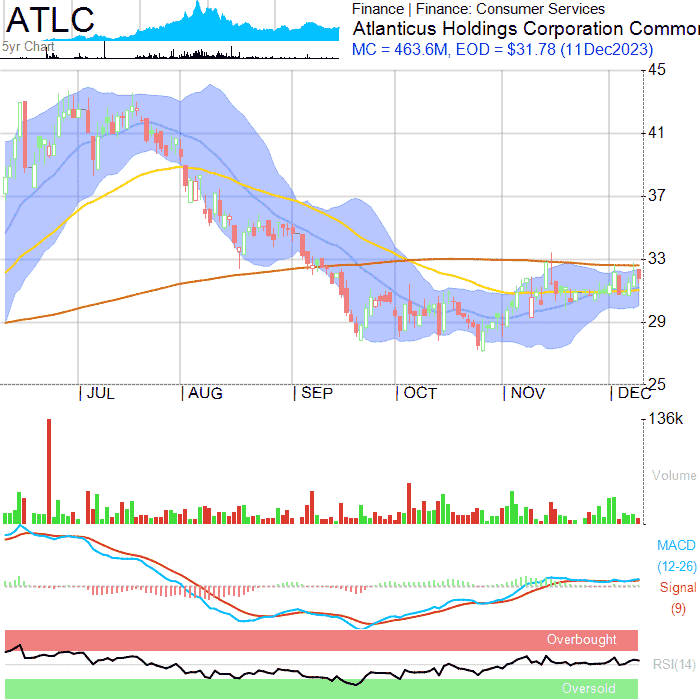 ATLC
5yr Chart
Finance | Finance: Consumer Services
Atlanticus Holdings Corporation Common
MC = 463.6M, EOD = $31.78 (11Dec2023)
45
41
37
33
29
25
JUL AUG SEP OCT NOV DEC
136k
Volume
MACD
(12-26)
Signal
(9)
Overbought
RSI(14)
Oversold